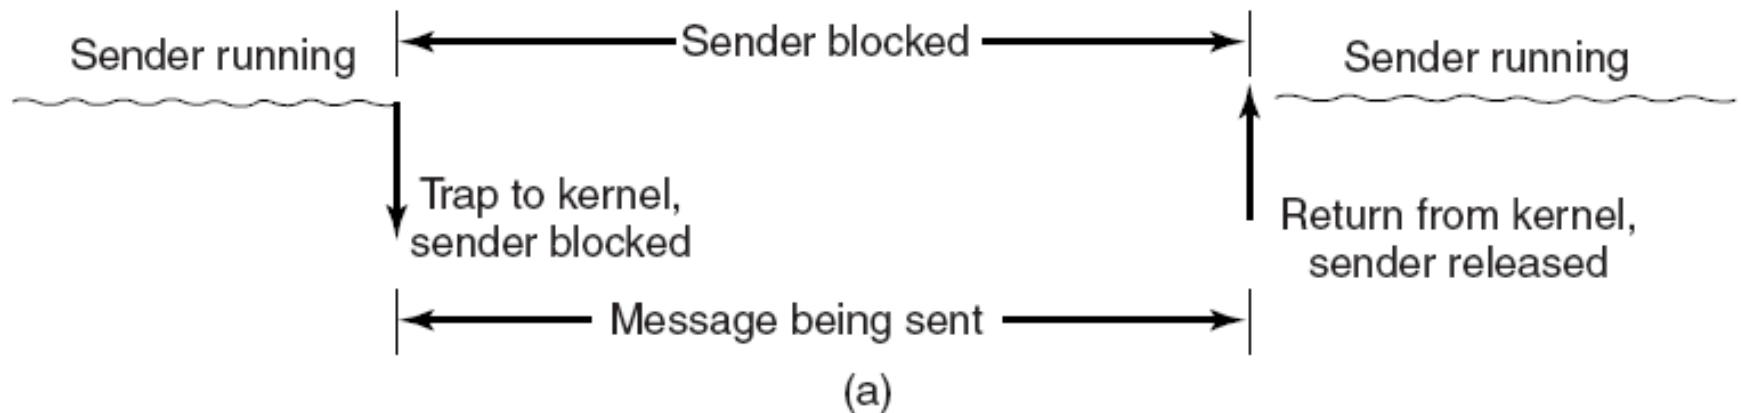 Sender running
Sender blocked
Sender running
Trap to kernel,
sender blocked
Return from kernel,
sender released
Message being sent
(a)